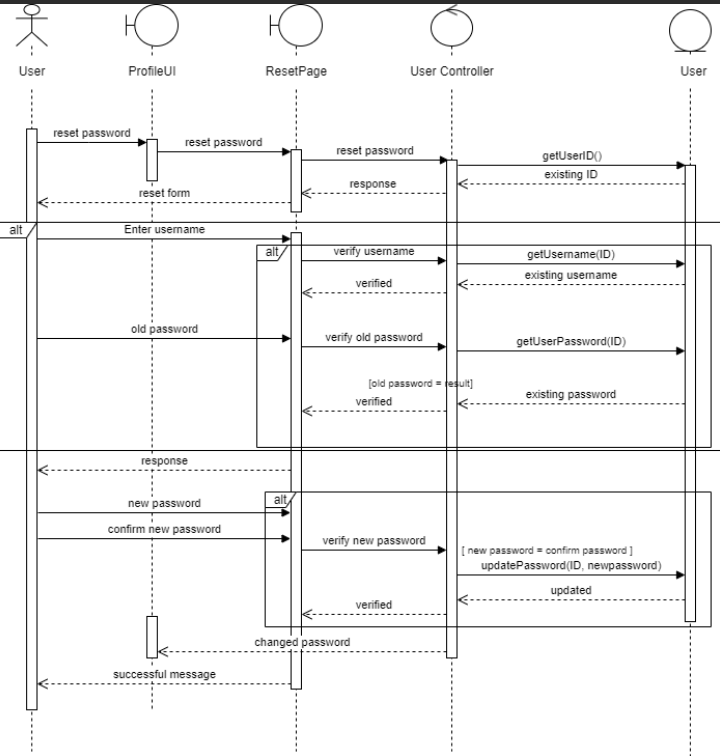 User
ProfileUI
ResetPage
User Controller
User
reset password
reset password
reset password
getUserID()
existing ID
response
reset form
alt
Enter username
alt
verify username
getUsername(ID)
existing username
verified
old password
verify old password
getUserPassword(ID)
[old password = result]
existing password
verified
response
alt
new password
confirm new password
verify new password
[ new password = confirm password ]
updatePassword(ID, newpassword)
updated
verified
changed password
successful message